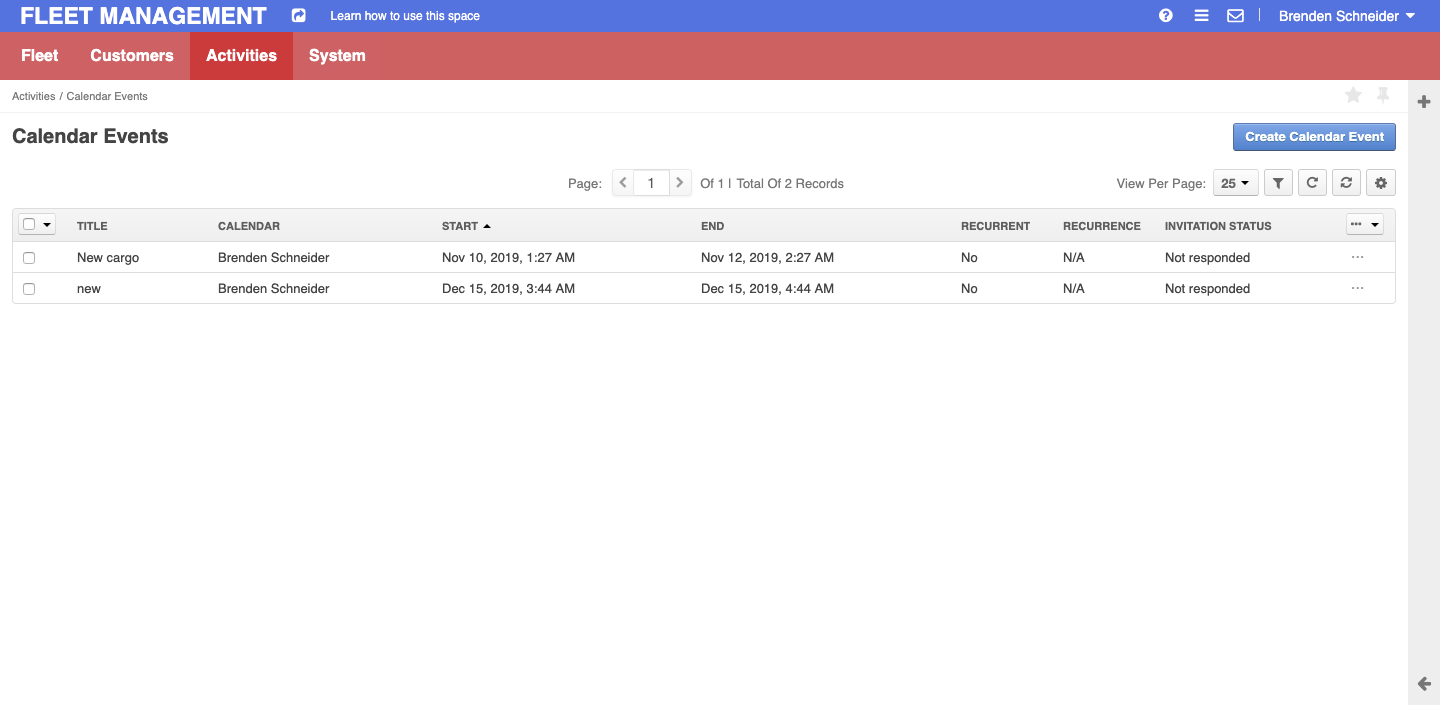 FLEET MANAGEMENT Learn how to use this space Brenden Schneider
Fleet Customers Activities System
Activities / Calendar Events
Calendar Events Create Calendar Event
Page: 1 Of 1 | Total Of 2 Records View Per Page: 25
TITLE CALENDAR START END RECURRENT RECURRENCE INVITATION STATUS
New cargo Brenden Schneider Nov 10, 2019, 1:27 AM Nov 12, 2019, 2:27 AM No N/A Not responded
new Brenden Schneider Dec 15, 2019, 3:44 AM Dec 15, 2019, 4:44 AM No N/A Not responded